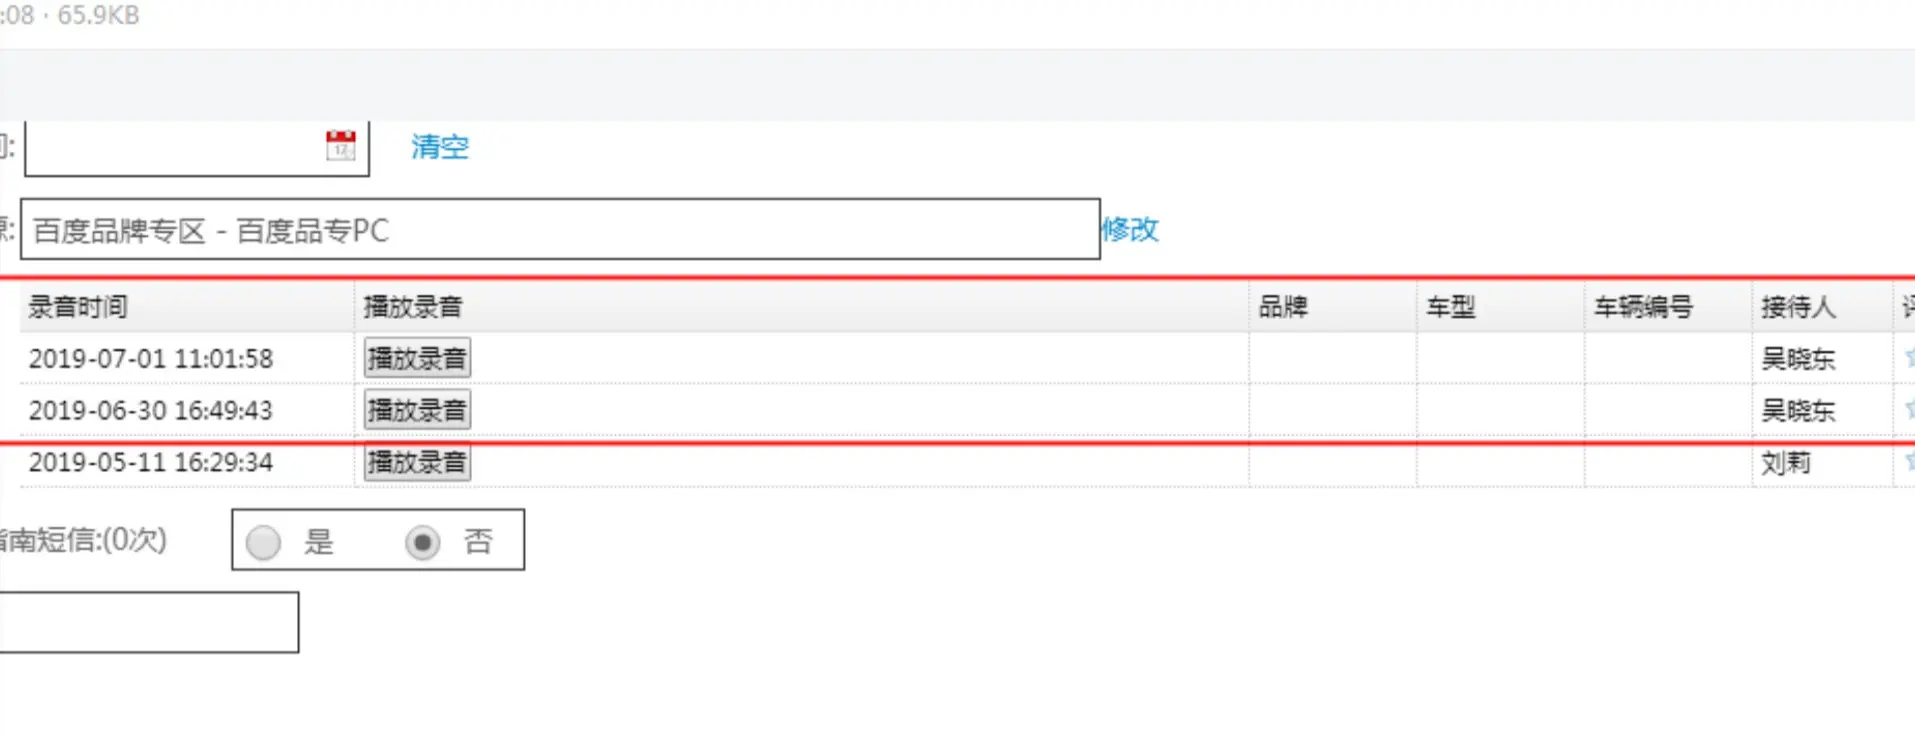 :08 · 65.9KB
间: 清空
源: 百度品牌专区 - 百度品专PC 修改
录音时间 播放录音 品牌 车型 车辆编号 接待人
2019-07-01 11:01:58 播放录音 吴晓东
2019-06-30 16:49:43 播放录音 吴晓东
2019-05-11 16:29:34 播放录音 刘莉
指南短信:(0次) 是 否